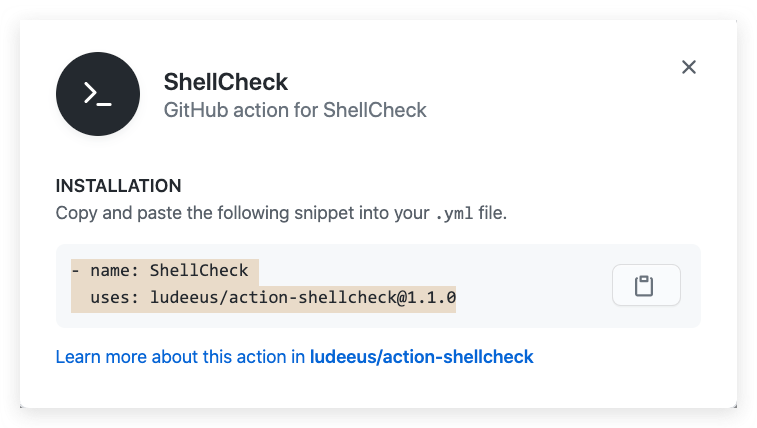 ShellCheck
GitHub action for ShellCheck
INSTALLATION
Copy and paste the following snippet into your .yml file.
- name: ShellCheck
  uses: ludeeus/action-shellcheck@1.1.0
Learn more about this action in ludeeus/action-shellcheck